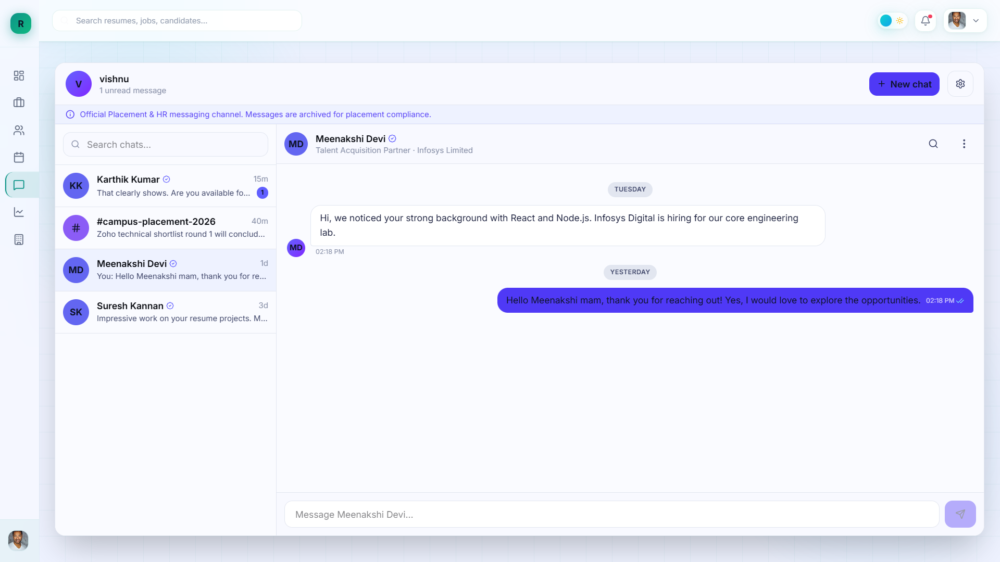 R
Search resumes, jobs, candidates...
V
vishnu
1 unread message
+ New chat
Official Placement & HR messaging channel. Messages are archived for placement compliance.
Search chats...
KK
Karthik Kumar
15m
That clearly shows. Are you available fo...
1
#
#campus-placement-2026
40m
Zoho technical shortlist round 1 will conclud...
MD
Meenakshi Devi
1d
You: Hello Meenakshi mam, thank you for re...
SK
Suresh Kannan
3d
Impressive work on your resume projects. M...
MD
Meenakshi Devi
Talent Acquisition Partner · Infosys Limited
TUESDAY
Hi, we noticed your strong background with React and Node.js. Infosys Digital is hiring for our core engineering
lab.
MD
02:18 PM
YESTERDAY
Hello Meenakshi mam, thank you for reaching out! Yes, I would love to explore the opportunities. 02:18 PM
Message Meenakshi Devi...